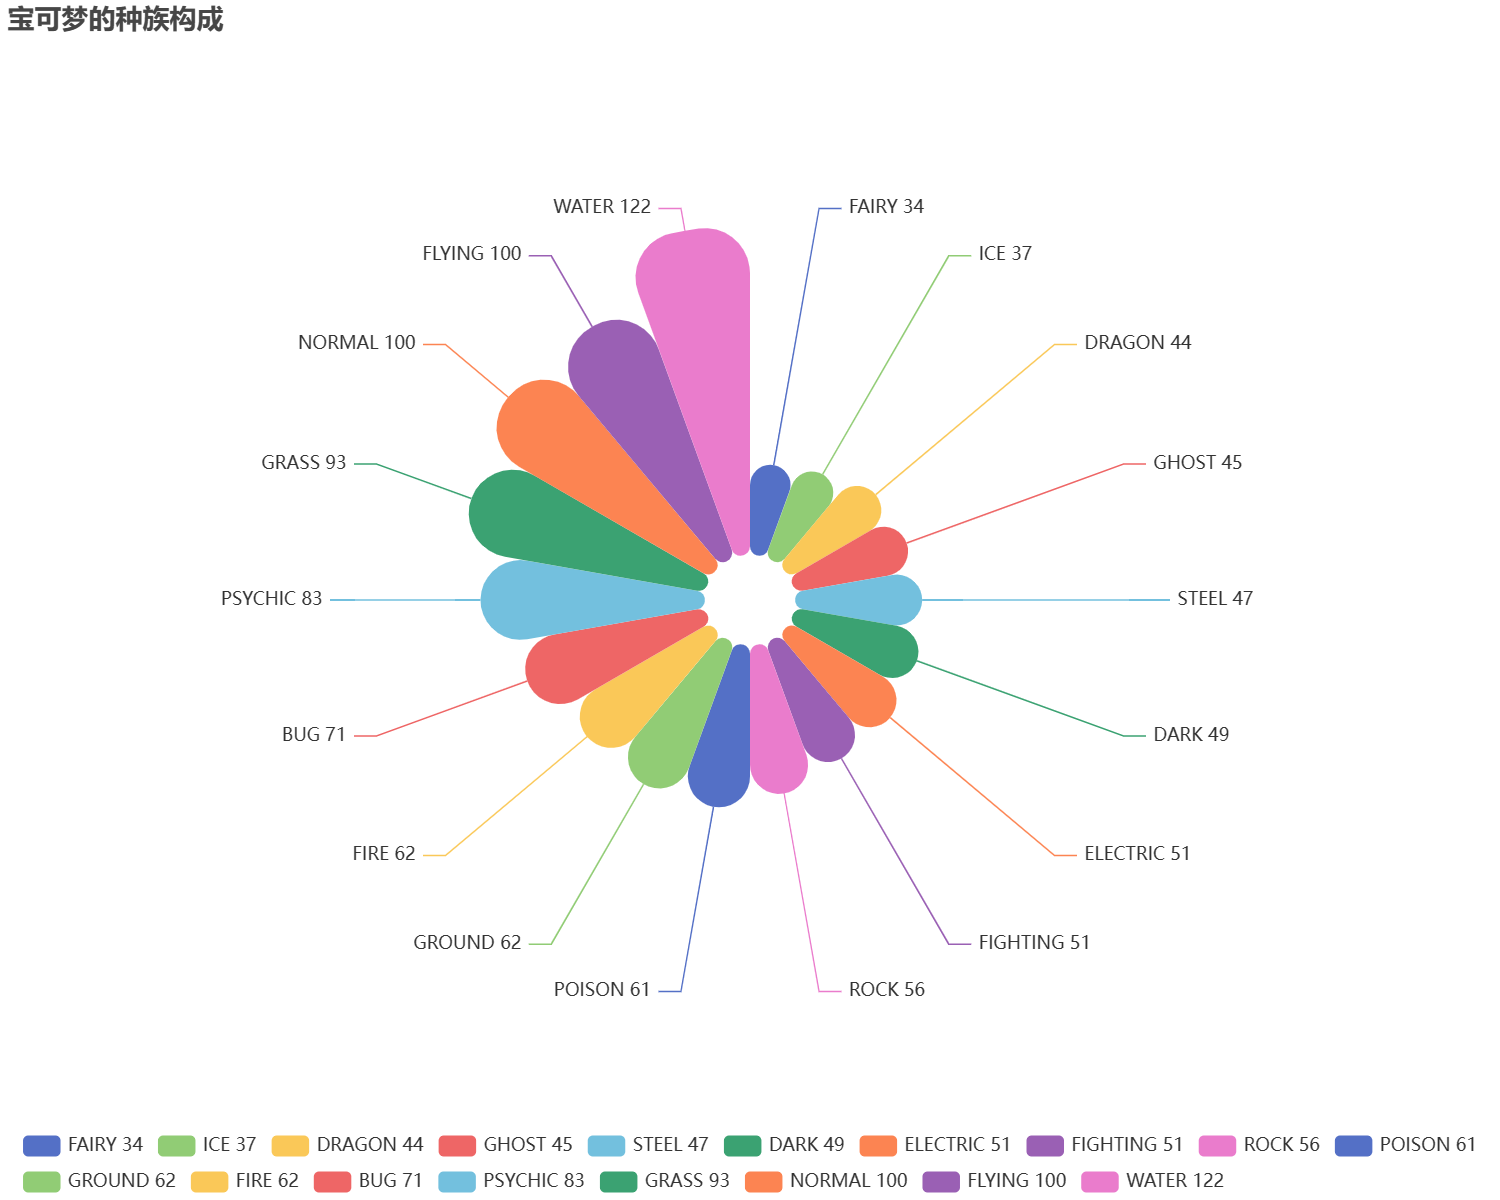 宝可梦的种族构成
WATER 122
FAIRY 34
FLYING 100
ICE 37
NORMAL 100
DRAGON 44
GRASS 93
GHOST 45
PSYCHIC 83
STEEL 47
BUG 71
DARK 49
FIRE 62
ELECTRIC 51
GROUND 62
FIGHTING 51
POISON 61
ROCK 56
FAIRY 34 ICE 37 DRAGON 44 GHOST 45 STEEL 47 DARK 49 ELECTRIC 51 FIGHTING 51 ROCK 56 POISON 61
GROUND 62 FIRE 62 BUG 71 PSYCHIC 83 GRASS 93 NORMAL 100 FLYING 100 WATER 122